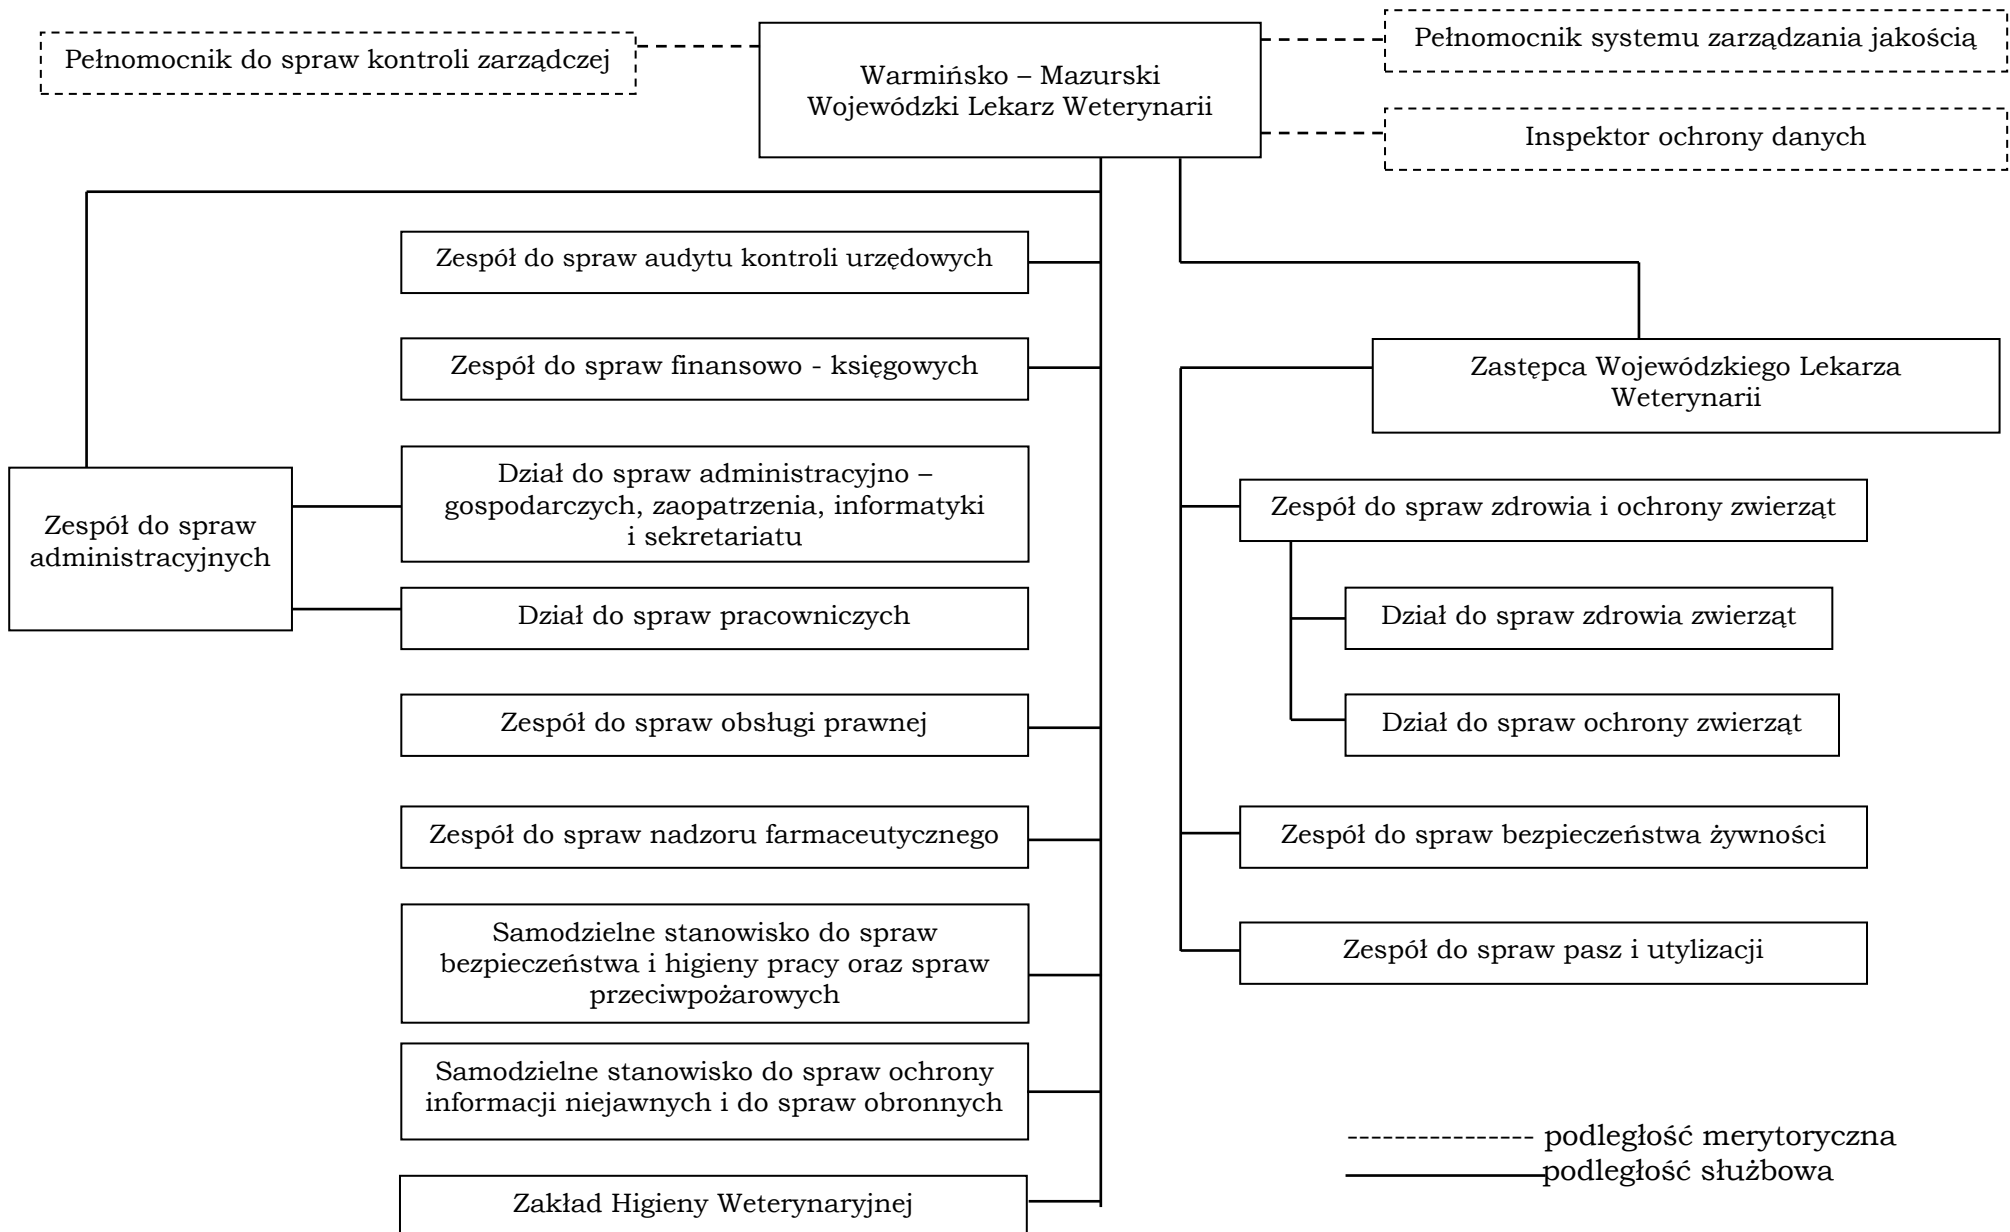 Pełnomocnik do spraw kontroli zarządczej
Warmińsko – Mazurski
Wojewódzki Lekarz Weterynarii
Pełnomocnik systemu zarządzania jakością
Inspektor ochrony danych
Zespół do spraw audytu kontroli urzędowych
Zespół do spraw finansowo - księgowych
Zespół do spraw
administracyjnych
Dział do spraw administracyjno –
gospodarczych, zaopatrzenia, informatyki
i sekretariatu
Dział do spraw pracowniczych
Zespół do spraw obsługi prawnej
Zespół do spraw nadzoru farmaceutycznego
Samodzielne stanowisko do spraw
bezpieczeństwa i higieny pracy oraz spraw
przeciwpożarowych
Samodzielne stanowisko do spraw ochrony
informacji niejawnych i do spraw obronnych
Zakład Higieny Weterynaryjnej
Zastępca Wojewódzkiego Lekarza
Weterynarii
Zespół do spraw zdrowia i ochrony zwierząt
Dział do spraw zdrowia zwierząt
Dział do spraw ochrony zwierząt
Zespół do spraw bezpieczeństwa żywności
Zespół do spraw pasz i utylizacji
podległość merytoryczna
podległość służbowa